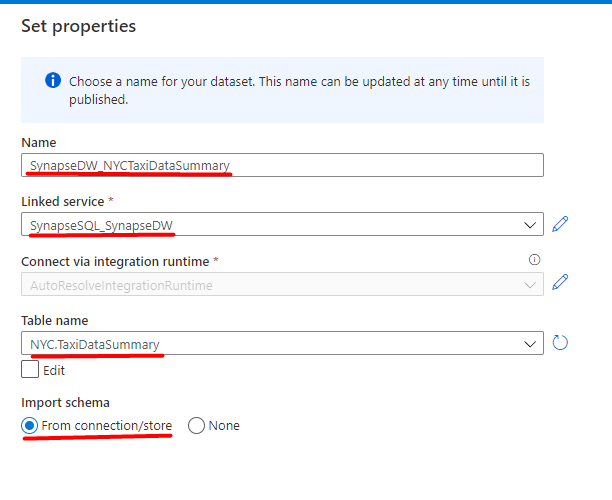 Set properties
Choose a name for your dataset. This name can be updated at any time until it is
published.
Name
SynapseDW_NYCTaxiDataSummary
Linked service *
SynapseSQL_SynapseDW
Connect via integration runtime *
AutoResolveIntegrationRuntime
Table name
NYC.TaxiDataSummary
Edit
Import schema
From connection/store None